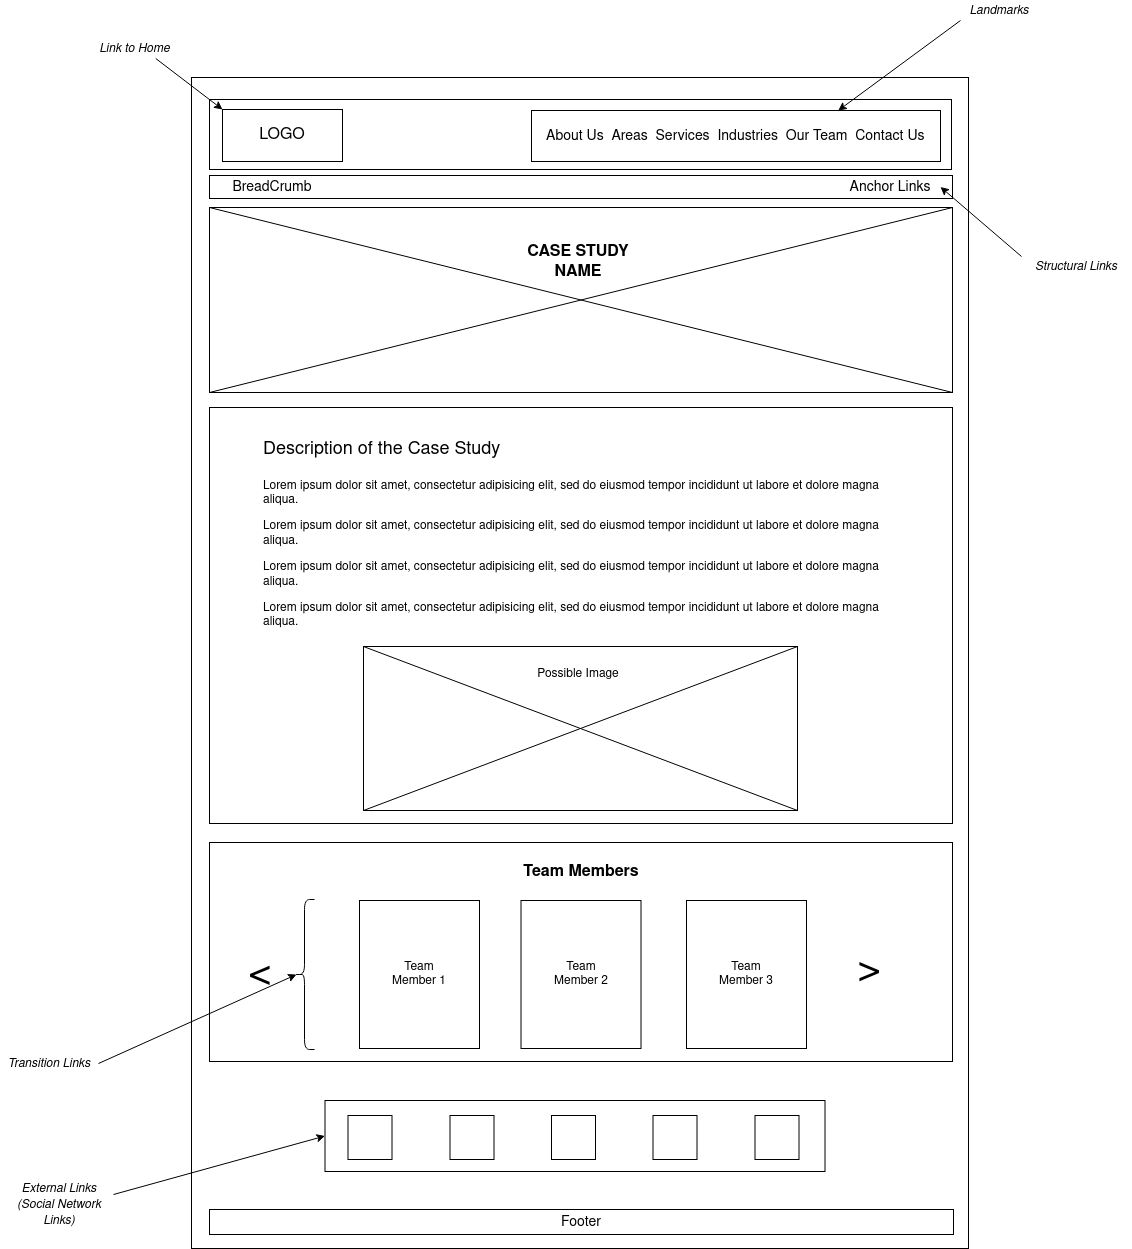 Landmarks
Link to Home
LOGO
About Us Areas Services Industries Our Team Contact Us
BreadCrumb
Anchor Links
Structural Links
CASE STUDY
NAME
Description of the Case Study
Lorem ipsum dolor sit amet, consectetur adipisicing elit, sed do eiusmod tempor incididunt ut labore et dolore magna
aliqua.
Lorem ipsum dolor sit amet, consectetur adipisicing elit, sed do eiusmod tempor incididunt ut labore et dolore magna
aliqua.
Lorem ipsum dolor sit amet, consectetur adipisicing elit, sed do eiusmod tempor incididunt ut labore et dolore magna
aliqua.
Lorem ipsum dolor sit amet, consectetur adipisicing elit, sed do eiusmod tempor incididunt ut labore et dolore magna
aliqua.
Possible Image
Team Members
<
Team
Member 1
Team
Member 2
Team
Member 3
>
Transition Links
External Links
(Social Network
Links)
Footer